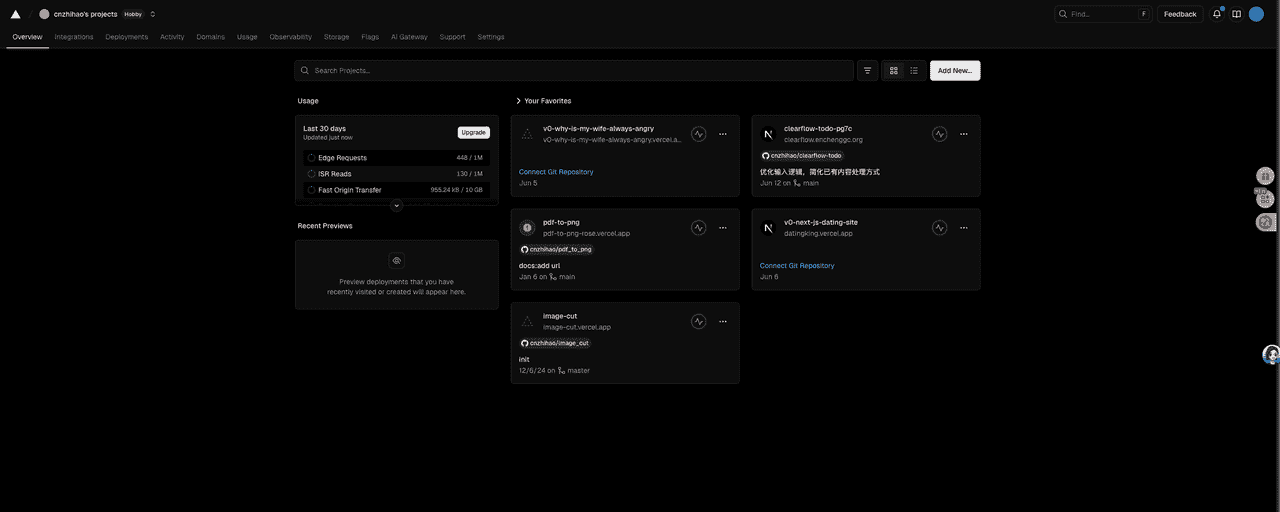 cnzhihao's projects Hobby
Find... F Feedback
Overview Integrations Deployments Activity Domains Usage Observability Storage Flags AI Gateway Support Settings
Search Projects... Add New...
Usage
Last 30 days
Updated just now
Upgrade
Edge Requests 448 / 1M
ISR Reads 130 / 1M
Fast Origin Transfer 955.24 kB / 10 GB
Recent Previews
Preview deployments that you have
recently visited or created will appear here.
Your Favorites
v0-why-is-my-wife-always-angry
v0-why-is-my-wife-always-angry.vercel.a...
Connect Git Repository
Jun 5
clearflow-todo-pg7c
clearflow.enchenggc.org
cnzhihao/clearflow-todo
优化输入逻辑，简化已有内容处理方式
Jun 12 on main
pdf-to-png
pdf-to-png-rose.vercel.app
cnzhihao/pdf_to_png
docs:add url
Jan 6 on main
v0-next-js-dating-site
datingking.vercel.app
Connect Git Repository
Jun 6
image-cut
image-cut.vercel.app
cnzhihao/image_cut
init
12/6/24 on master